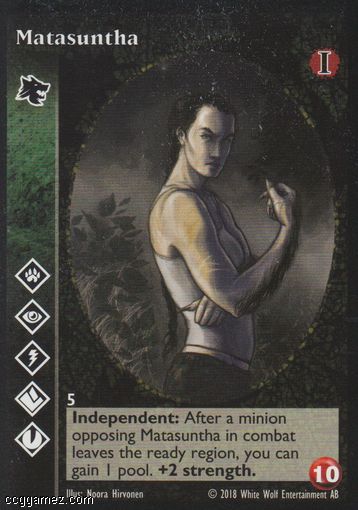 Matasuntha
I
5
Independent: After a minion
opposing Matasuntha in combat
leaves the ready region, you can
gain 1 pool. +2 strength.
10
Illus: Noora Hirvonen © 2018 White Wolf Entertainment AB
ccggamez.com